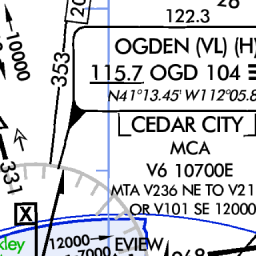 26
20
122.3
10000
353
OGDEN (VL) (H)
115.7 OGD 104
N41°13.45' W112°05.8
CEDAR CITY
MCA
V6 10700E
MTA V236 NE TO V21
OR V101 SE 12000
331
X
kley
12000
EVIEW
7000
068